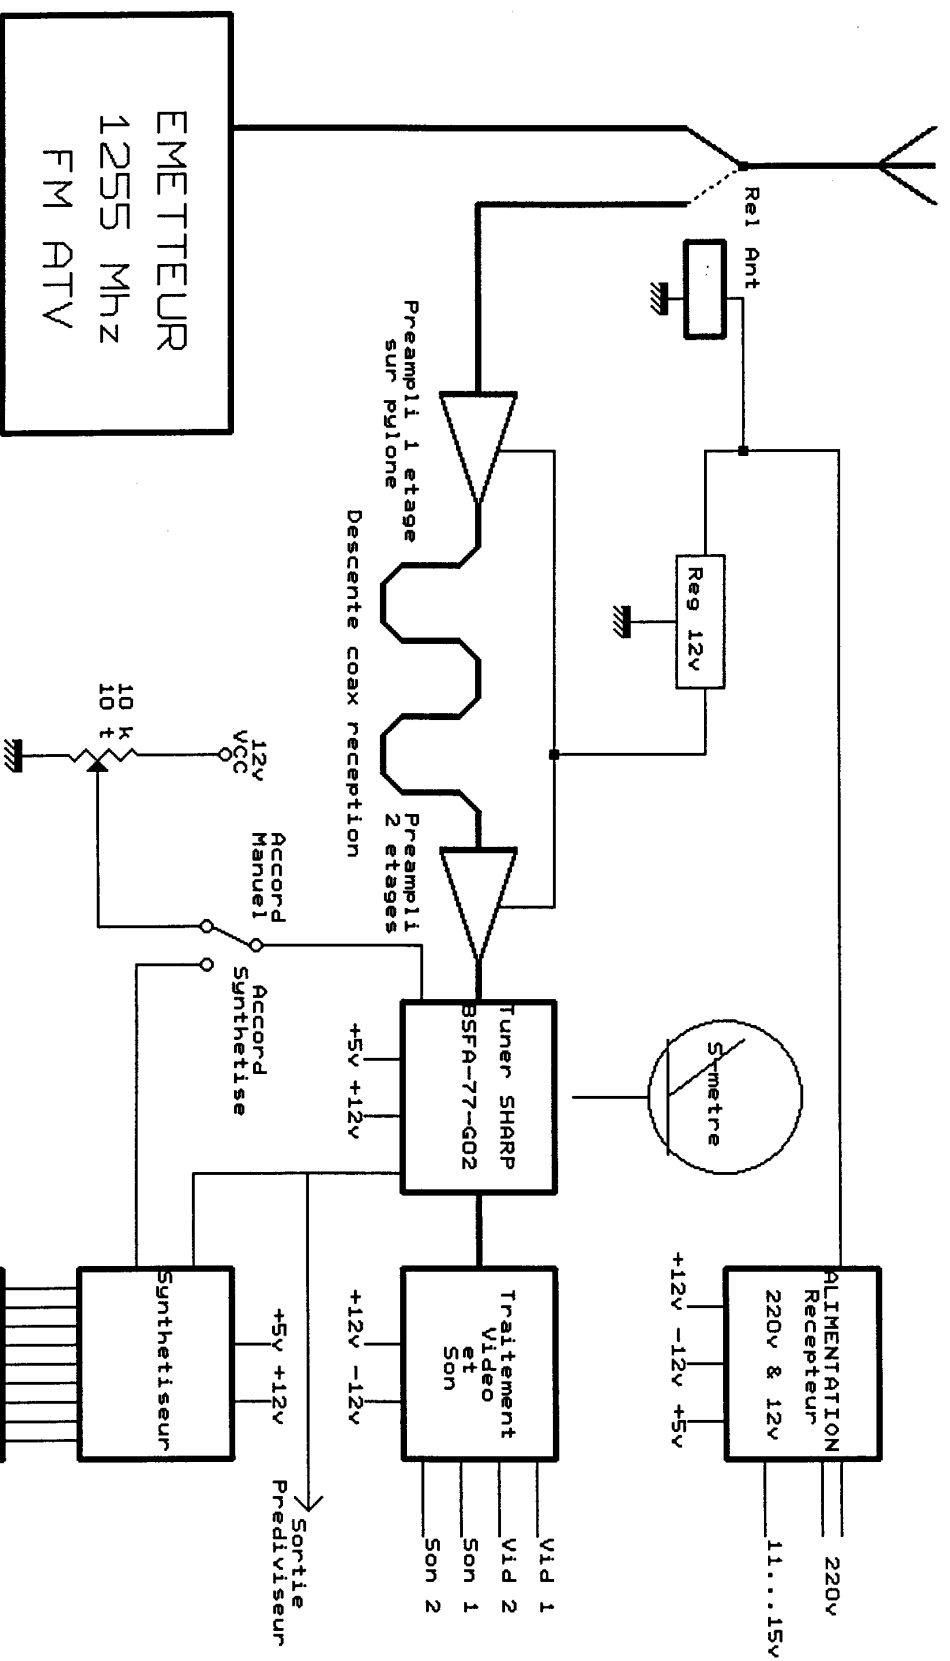 Rel Ant
ALIMENTATION
Recepteur
220v & 12v
220v
11...15v
+12v -12v +5v
Reg 12v
S-metre
EMETTEUR
1255 Mhz
FM ATV
Preampli 1 etage
sur pylone
Descente coax reception
Preampli
2 etages
Tuner SHARP
BSFA-77-G02
+5v +12v
Traitement
Video
et
Son
+12v -12v
Vid 1
Vid 2
Son 1
Son 2
12v
VCC
10 k
10 t
Accord
Manuel
Accord
Synthetise
Sortie
Prediviseur
+5v +12v
Synthetiseur